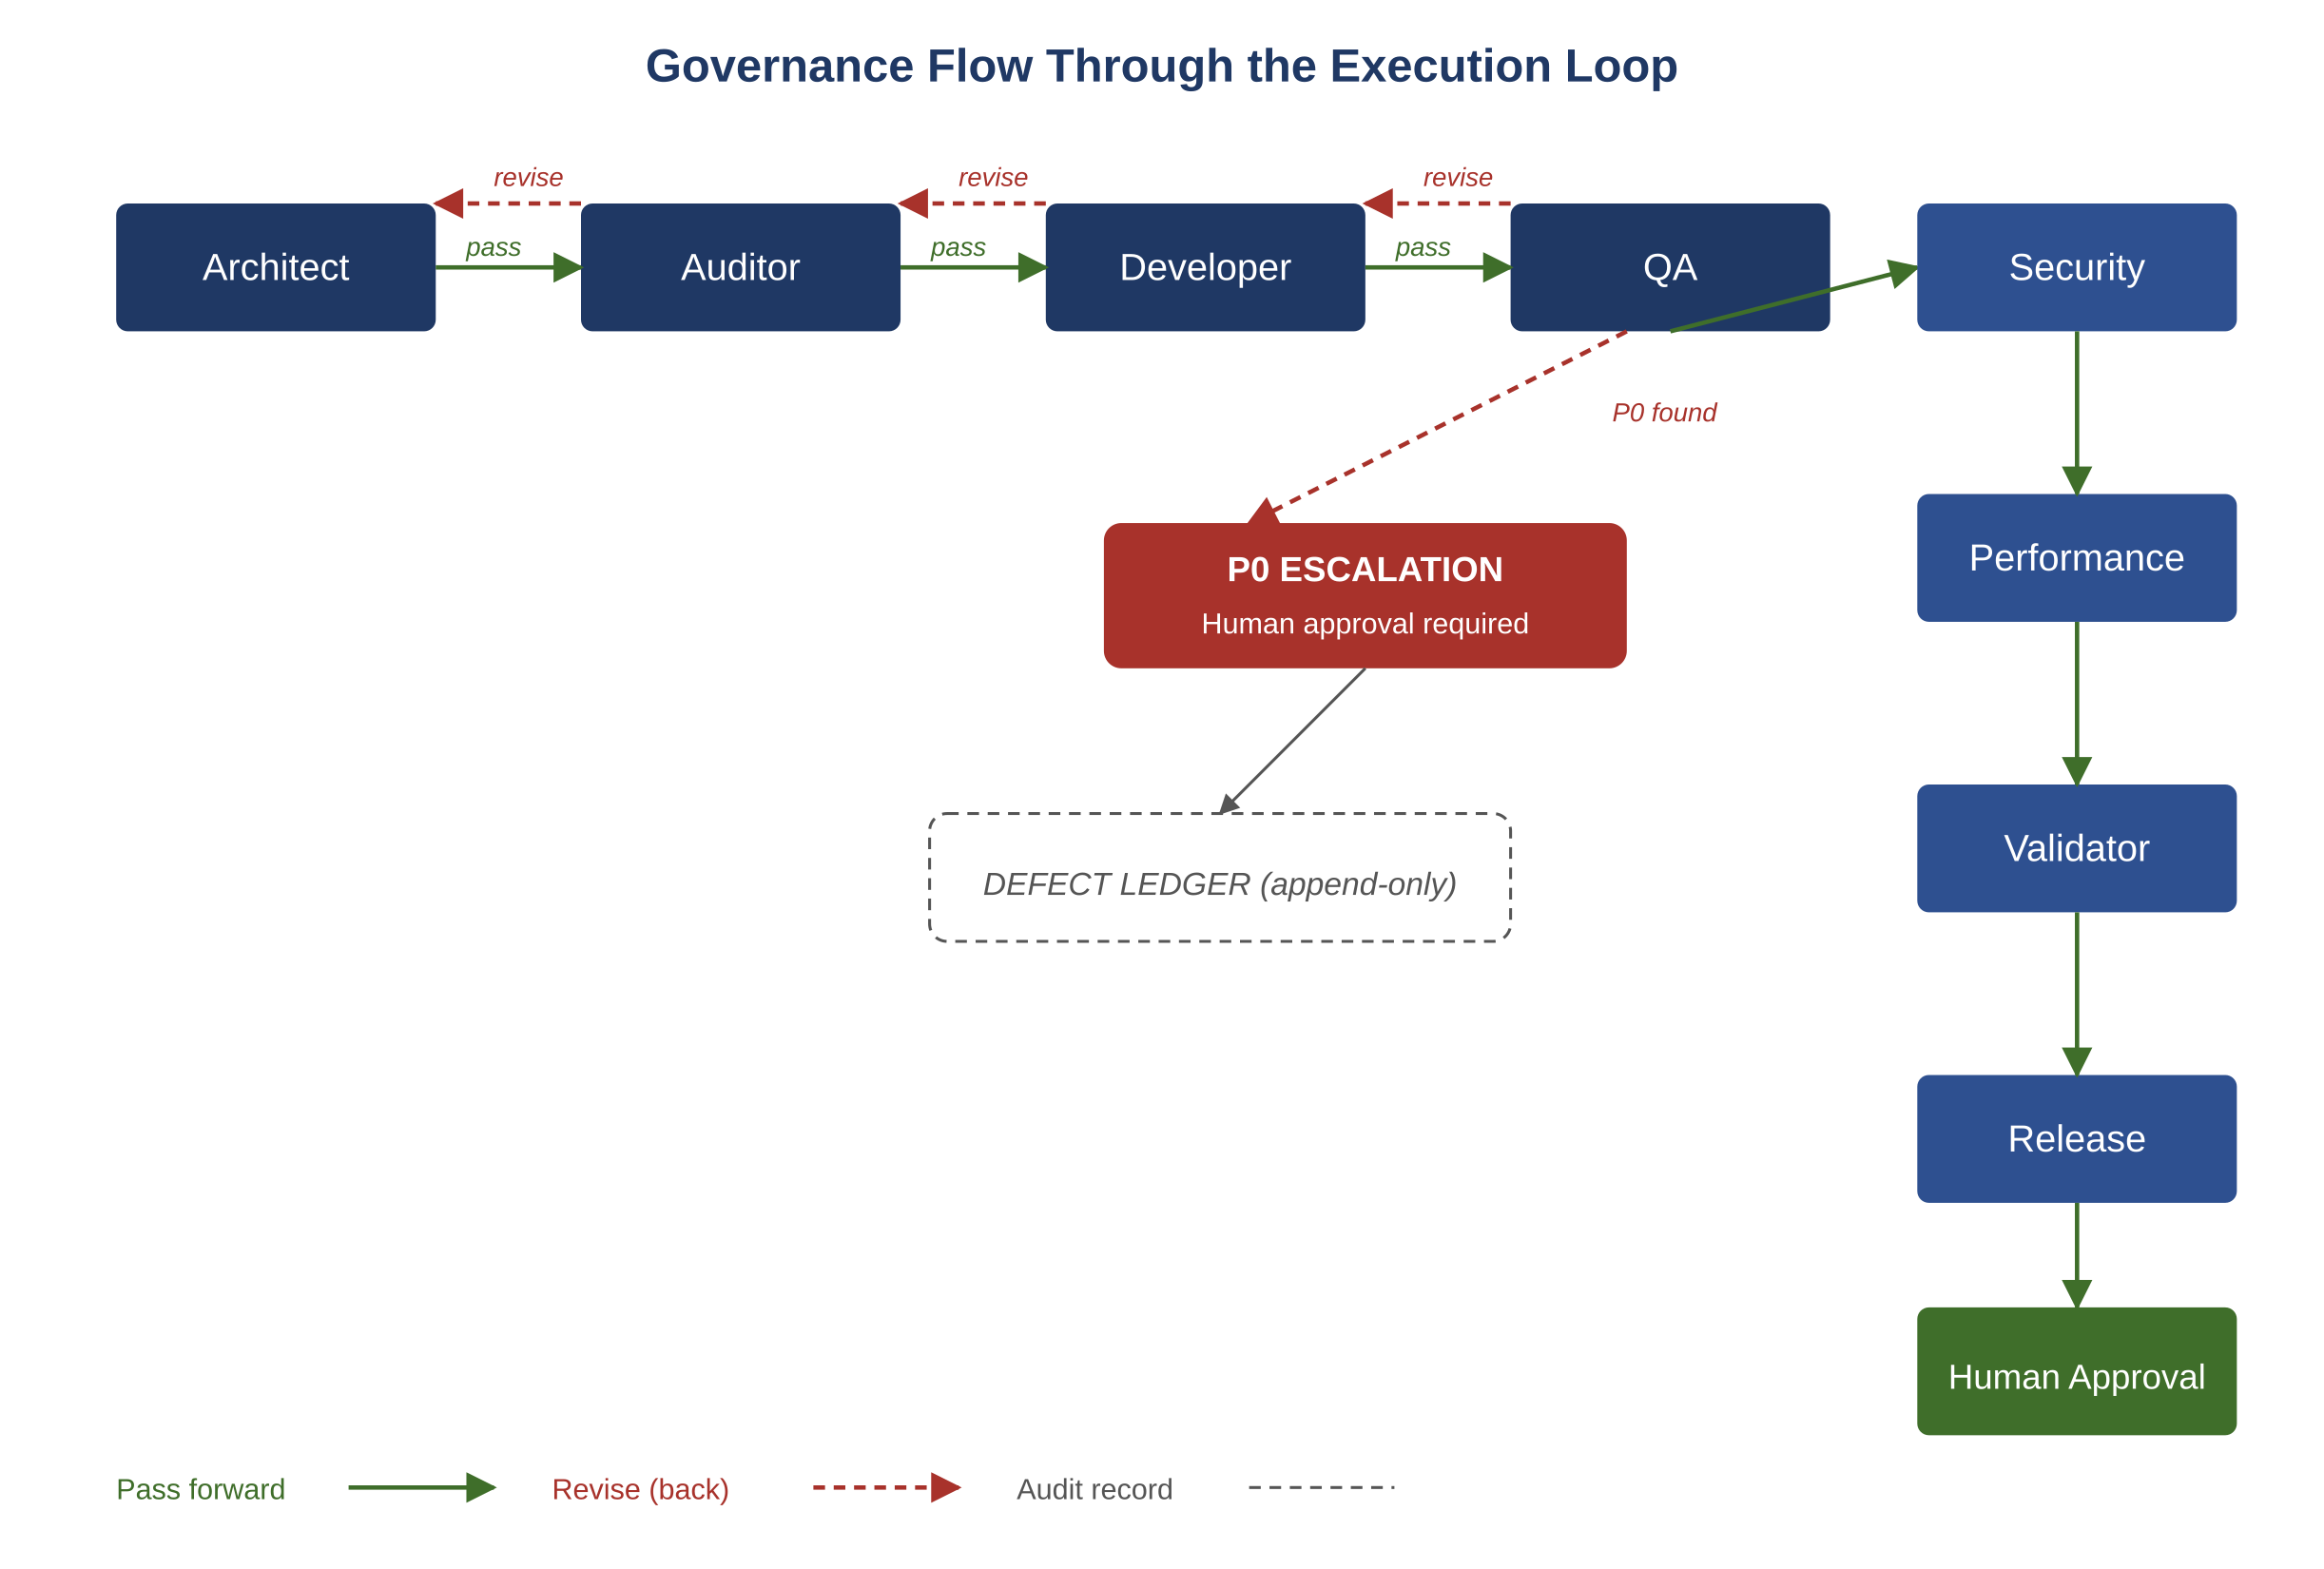 Governance Flow Through the Execution Loop
revise
revise
revise
Architect
pass
Auditor
pass
Developer
pass
QA
Security
P0 found
P0 ESCALATION
Human approval required
Performance
Validator
DEFECT LEDGER (append-only)
Release
Human Approval
Pass forward
Revise (back)
Audit record